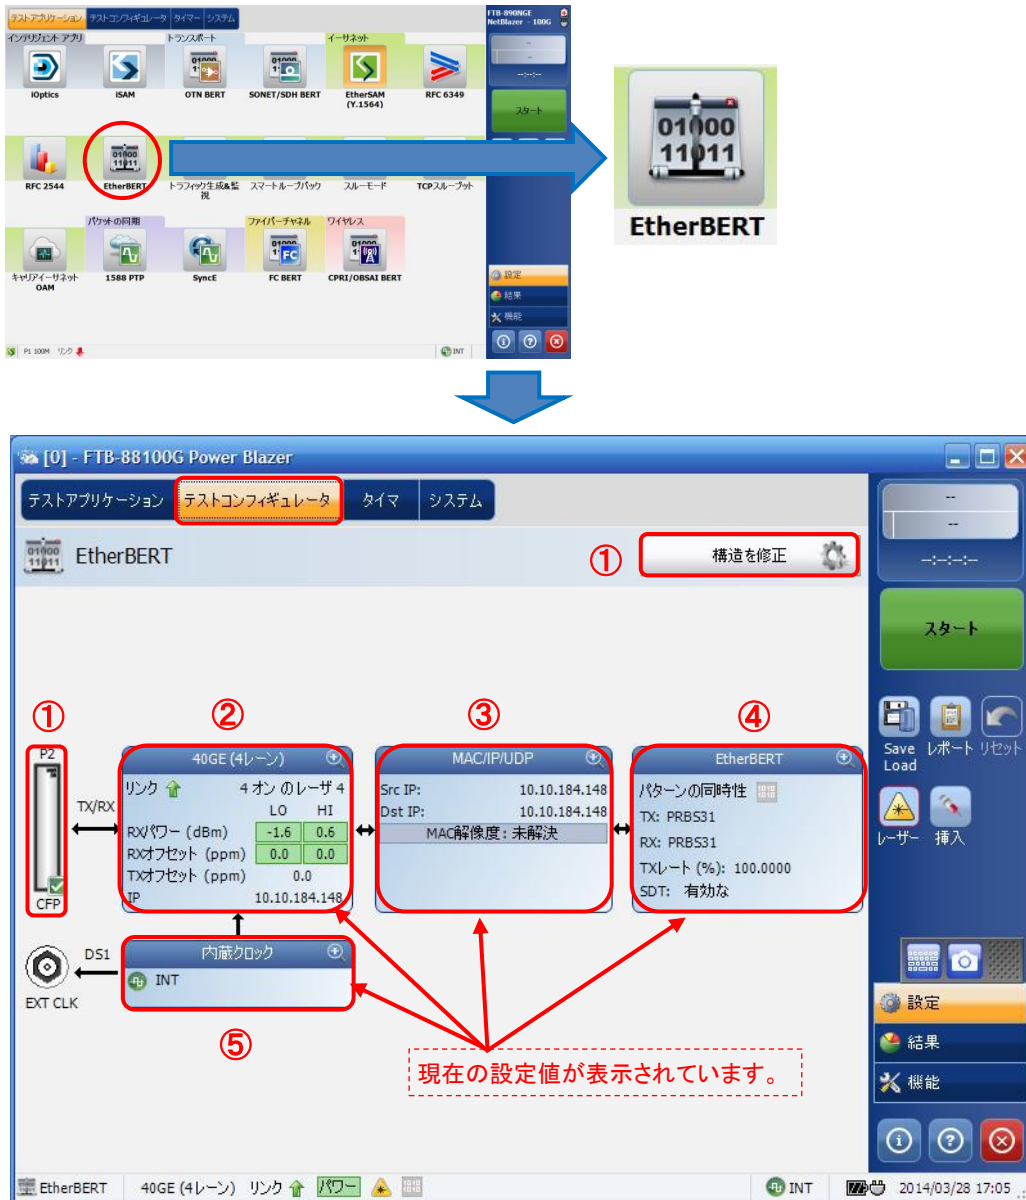 テストアプリケーション テストコンフィギュレータ タイマー システム
FTB-890NGE
NetBlazer - 100G
インテリジェント アプリ トランスポート イーサネット
--
--
--:--:--
iOptics iSAM OTN BERT SONET/SDH BERT EtherSAM (Y.1564) RFC 6349
スタート
RFC 2544 EtherBERT トラフィック生成&監視 スマートループバック スルーモード TCPスループット
01000
11011
EtherBERT
パケットの同期 ファイバーチャネル ワイヤレス
キャリアイーサネット OAM 1588 PTP SyncE FC BERT CPRI/OBSAI BERT
設定
結果
機能
P1 100M リンク INT
[0] - FTB-88100G Power Blazer
テストアプリケーション テストコンフィギュレータ タイマ システム
--
--
--:--:--
EtherBERT ① 構造を修正
スタート
① ② ③ ④
P2
TX/RX
CFP
40GE (4レーン)
リンク 4 オン のレーザ 4
LO HI
RXパワー (dBm) -1.6 0.6
RXオフセット (ppm) 0.0 0.0
TXオフセット (ppm) 0.0
IP 10.10.184.148
MAC/IP/UDP
Src IP: 10.10.184.148
Dst IP: 10.10.184.148
MAC解像度: 未解決
EtherBERT
パターンの同時性
TX: PRBS31
RX: PRBS31
TXレート (%): 100.0000
SDT: 有効な
Save Load レポート リセット
レーザー 挿入
DS1
EXT CLK
内蔵クロック
INT
⑤
現在の設定値が表示されています。
設定
結果
機能
EtherBERT 40GE (4レーン) リンク パワー INT 2014/03/28 17:05